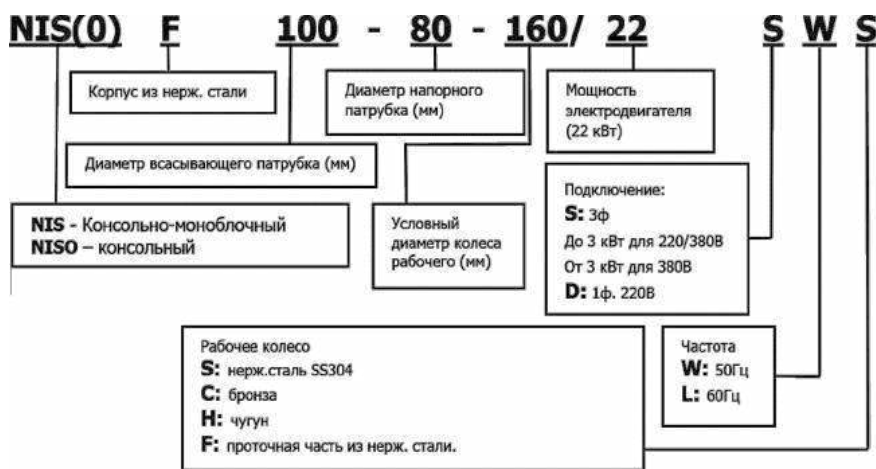 NIS(0) F 100 - 80 - 160/ 22 S W S
Корпус из нерж. стали
Диаметр напорного
патрубка (мм)
Мощность
электродвигателя
(22 кВт)
Диаметр всасывающего патрубка (мм)
NIS - Консольно-моноблочный
NISO – консольный
Условный
диаметр колеса
рабочего (мм)
Подключение:
S: 3ф
До 3 кВт для 220/380В
От 3 кВт для 380В
D: 1ф. 220В
Рабочее колесо
S: нерж.сталь SS304
C: бронза
H: чугун
F: проточная часть из нерж. стали.
Частота
W: 50Гц
L: 60Гц